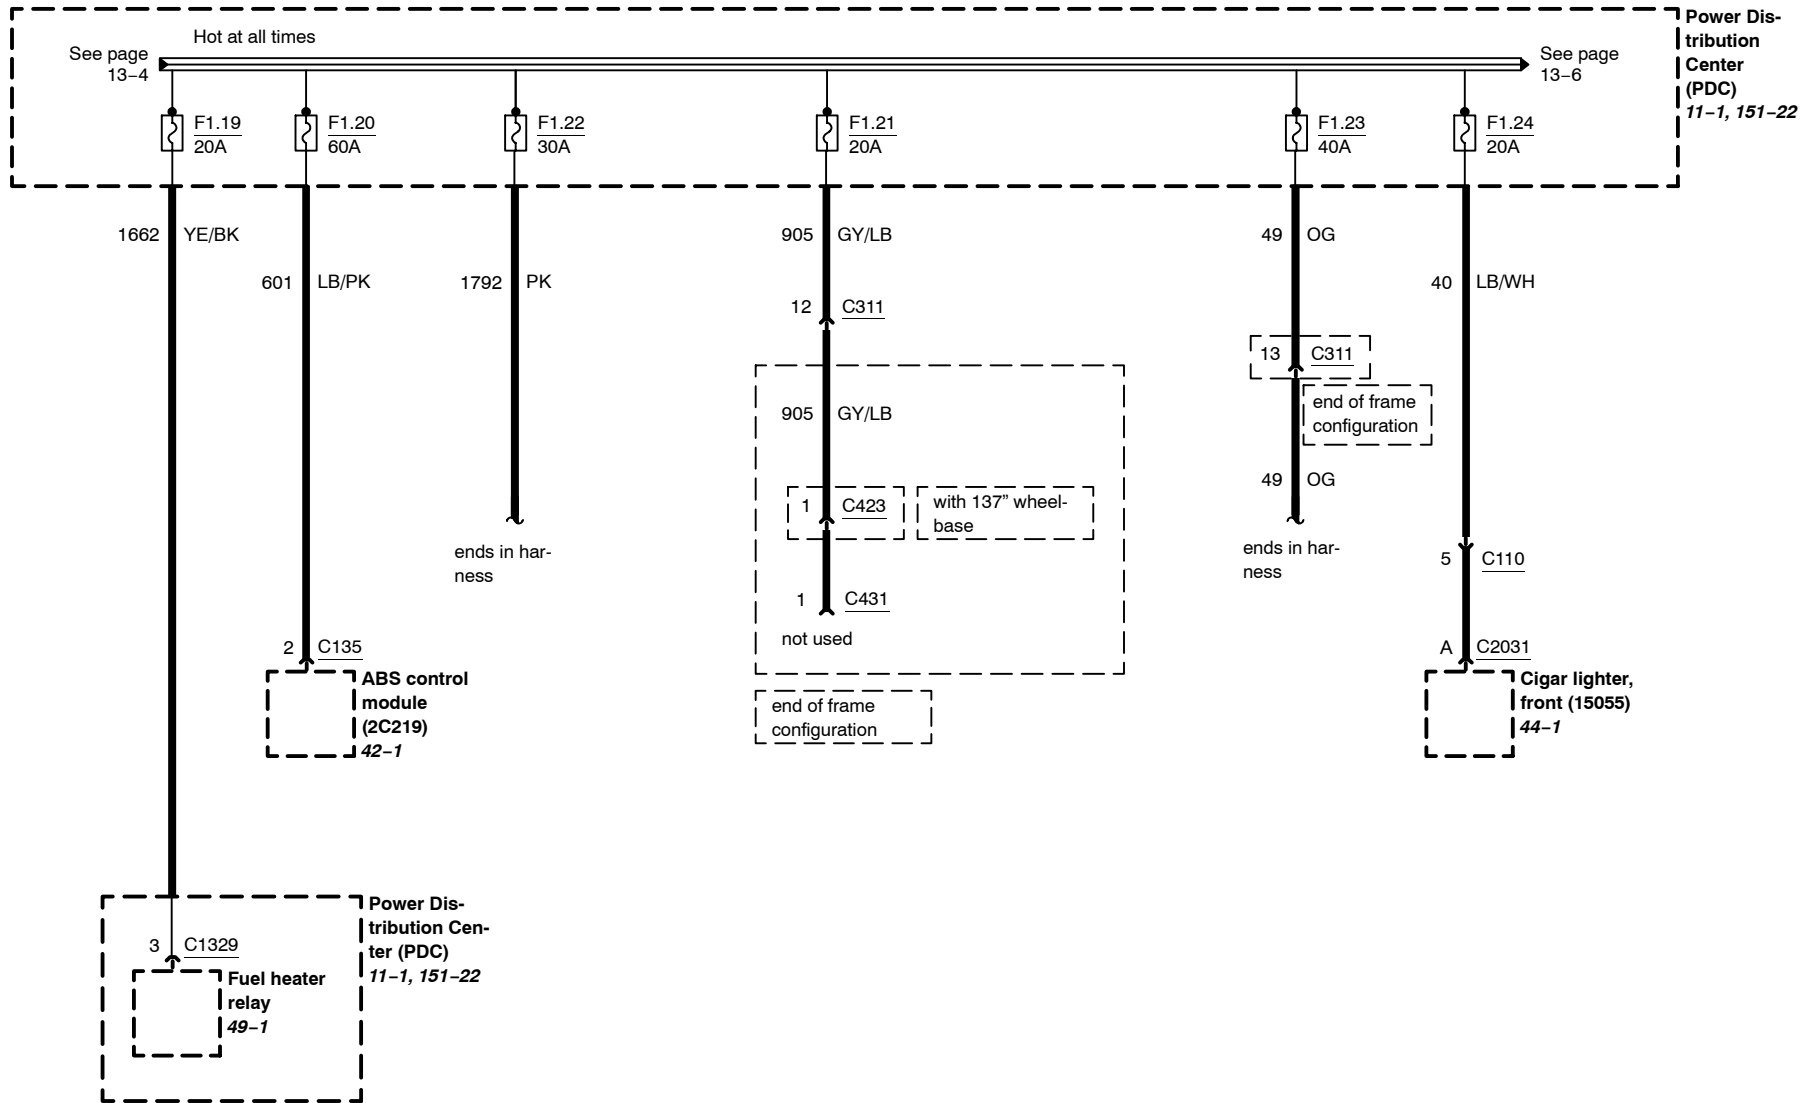 Hot at all times
See page
13–4
See page
13–6
Power Dis-
tribution
Center
(PDC)
11–1, 151–22
F1.19
20A
F1.20
60A
F1.22
30A
F1.21
20A
F1.23
40A
F1.24
20A
1662 YE/BK
905 GY/LB
49 OG
601 LB/PK
1792 PK
40 LB/WH
12 C311
13 C311
end of frame
configuration
905 GY/LB
49 OG
1 C423
with 137” wheel-
base
ends in har-
ness
ends in har-
ness
5 C110
1 C431
not used
2 C135
A C2031
ABS control
module
(2C219)
42–1
Cigar lighter,
front (15055)
44–1
end of frame
configuration
Power Dis-
tribution Cen-
ter (PDC)
11–1, 151–22
3 C1329
Fuel heater
relay
49–1